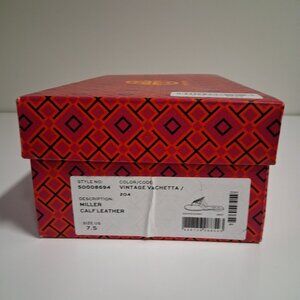 STYLE NO:
50008694
COLOR/CODE:
VINTAGE VACHETTA /
204
DESCRIPTION:
MILLER
CALF LEATHER
SIZE US
7.5